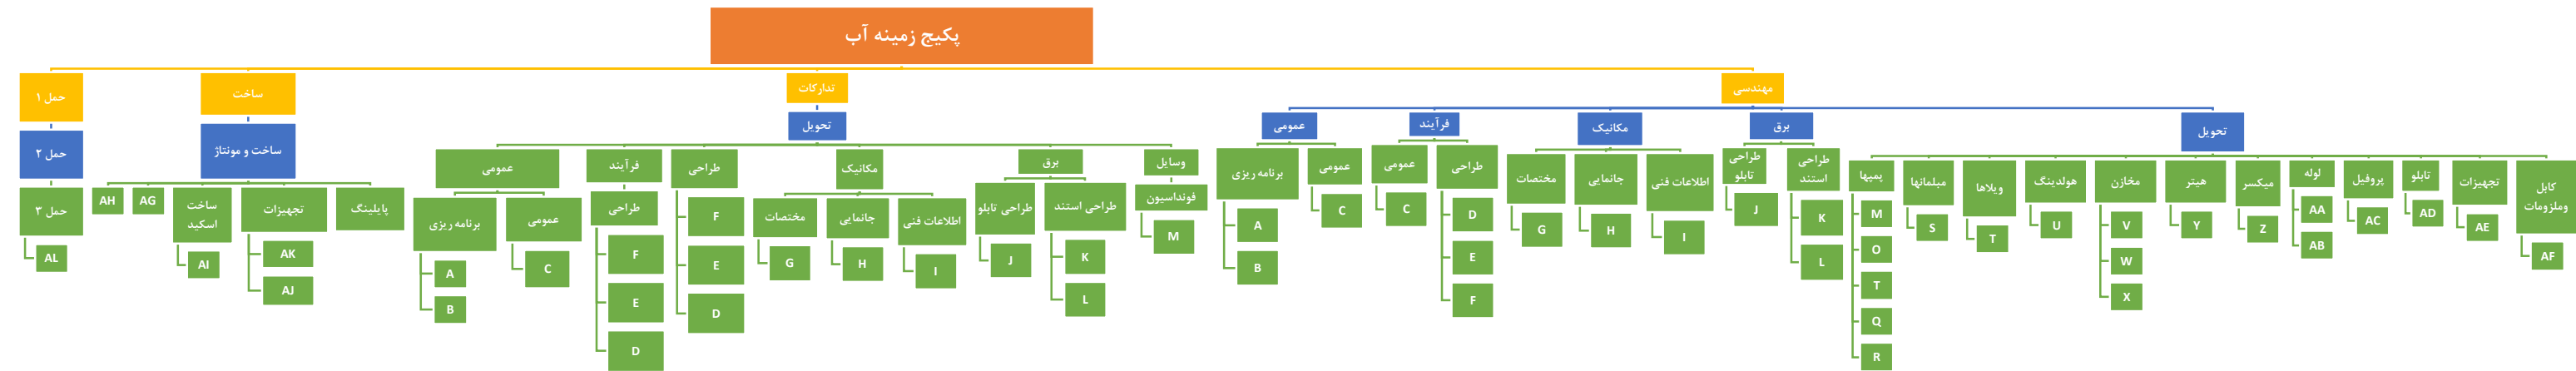 پکیج زمینه آب
مهندسی
تدارکات
ساخت
حمل ۱
تحویل
برق
مکانیک
فرآیند
عمومی
تحویل
ساخت و مونتاژ
حمل ۲
کابل
وملزومات
AF
تجهیزات
AE
تابلو
AD
پروفیل
AC
لوله
AA
AB
میکسر
Z
هیتر
Y
مخازن
V
W
X
هولدینگ
U
ویلاها
T
مبلمانها
S
پمپها
M
O
T
Q
R
طراحی
استند
K
L
طراحی
تابلو
J
اطلاعات فنی
I
جانمایی
H
مختصات
G
طراحی
D
E
F
عمومی
C
عمومی
C
برنامه ریزی
A
B
وسایل
فونداسیون
M
برق
طراحی استند
K
L
طراحی تابلو
J
مکانیک
اطلاعات فنی
I
جانمایی
H
مختصات
G
طراحی
F
E
D
فرآیند
طراحی
F
E
D
عمومی
عمومی
C
برنامه ریزی
A
B
پایلینگ
تجهیزات
AK
AJ
ساخت
اسکید
AI
AG
AH
حمل ۳
AL